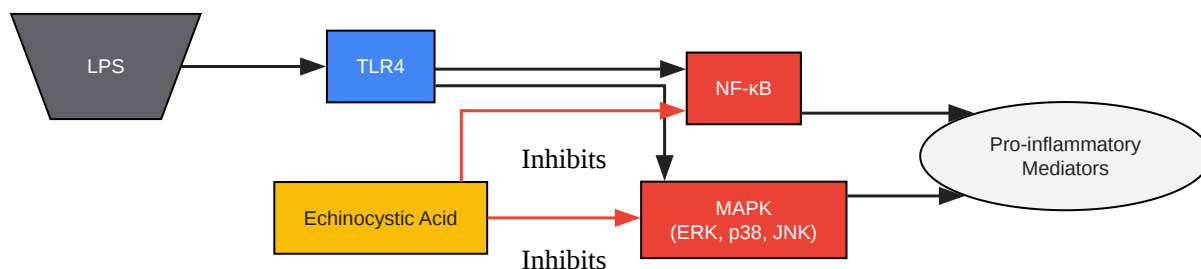 LPS
TLR4
NF-κB
Pro-inflammatory
Mediators
Inhibits
Echinocystic Acid
MAPK
(ERK, p38, JNK)
Inhibits